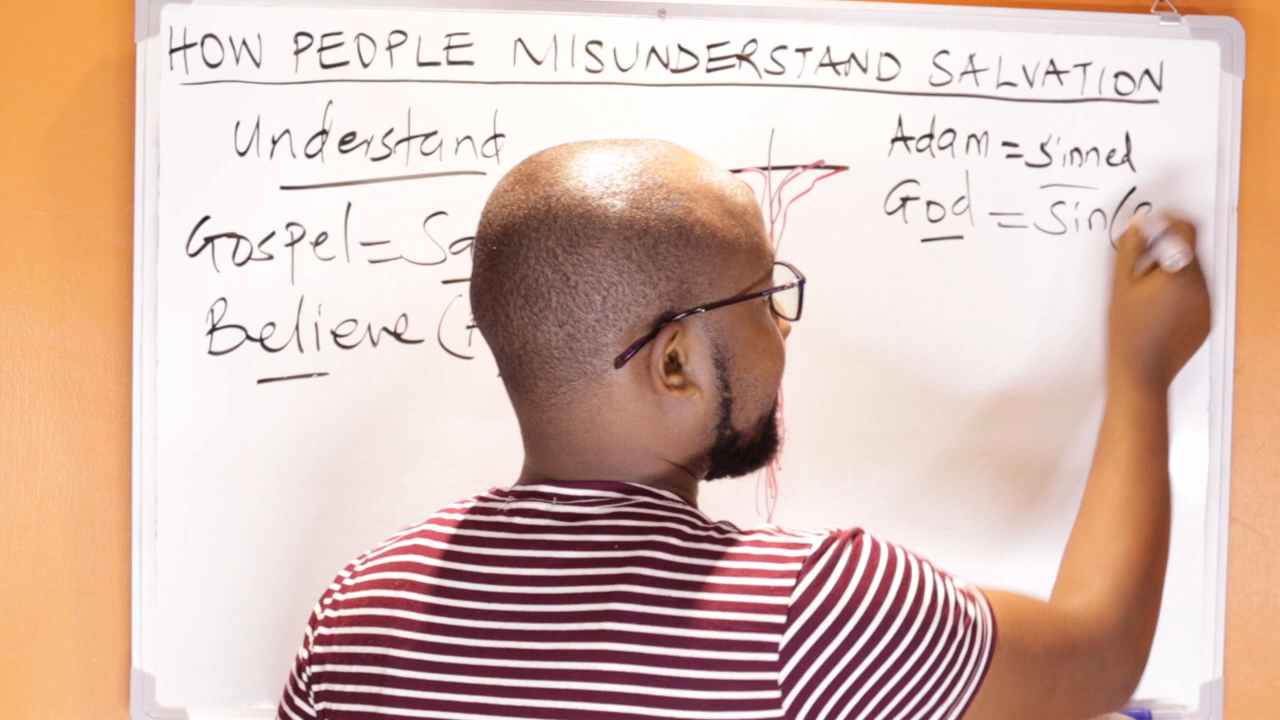 HOW PEOPLE MISUNDERSTAND SALVATION
Understand
Gospel = Sa
Believe (
Adam = sinned
God = Sin(